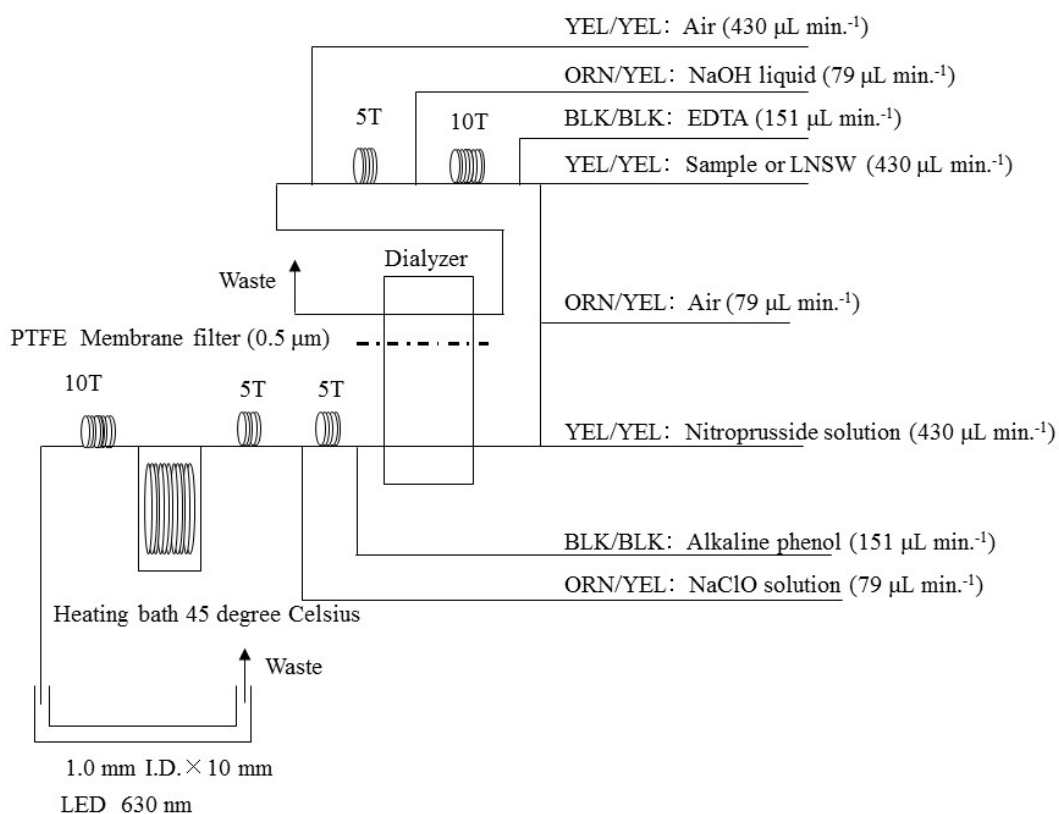 YEL/YEL: Air (430 μL min.⁻¹)
ORN/YEL: NaOH liquid (79 μL min.⁻¹)
5T
10T
BLK/BLK: EDTA (151 μL min.⁻¹)
YEL/YEL: Sample or LNSW (430 μL min.⁻¹)
Dialyzer
Waste
ORN/YEL: Air (79 μL min.⁻¹)
PTFE Membrane filter (0.5 μm)
10T
5T
5T
YEL/YEL: Nitroprusside solution (430 μL min.⁻¹)
BLK/BLK: Alkaline phenol (151 μL min.⁻¹)
ORN/YEL: NaClO solution (79 μL min.⁻¹)
Heating bath 45 degree Celsius
Waste
1.0 mm I.D.×10 mm
LED 630 nm